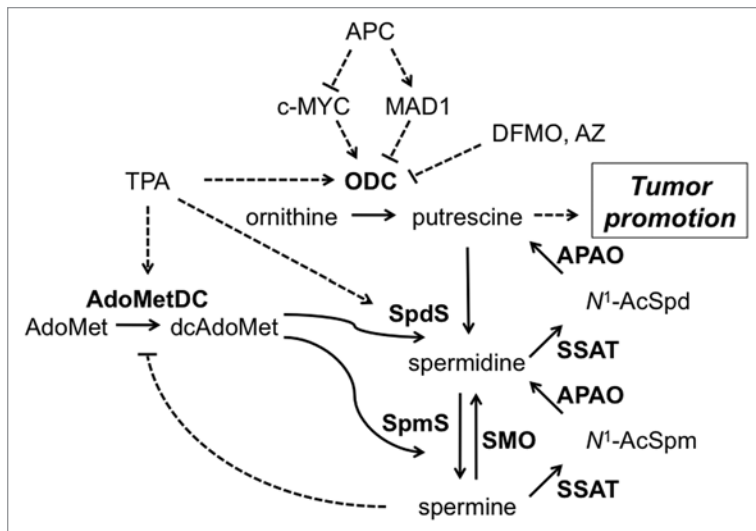 APC
c-MYC MAD1
DFMO, AZ
TPA
ODC
Tumor
promotion
ornithine putrescine
APAO
AdoMetDC
SpdS
N¹-AcSpd
AdoMet dcAdoMet
SSAT
spermidine
APAO
SpmS
SMO
N¹-AcSpm
SSAT
spermine